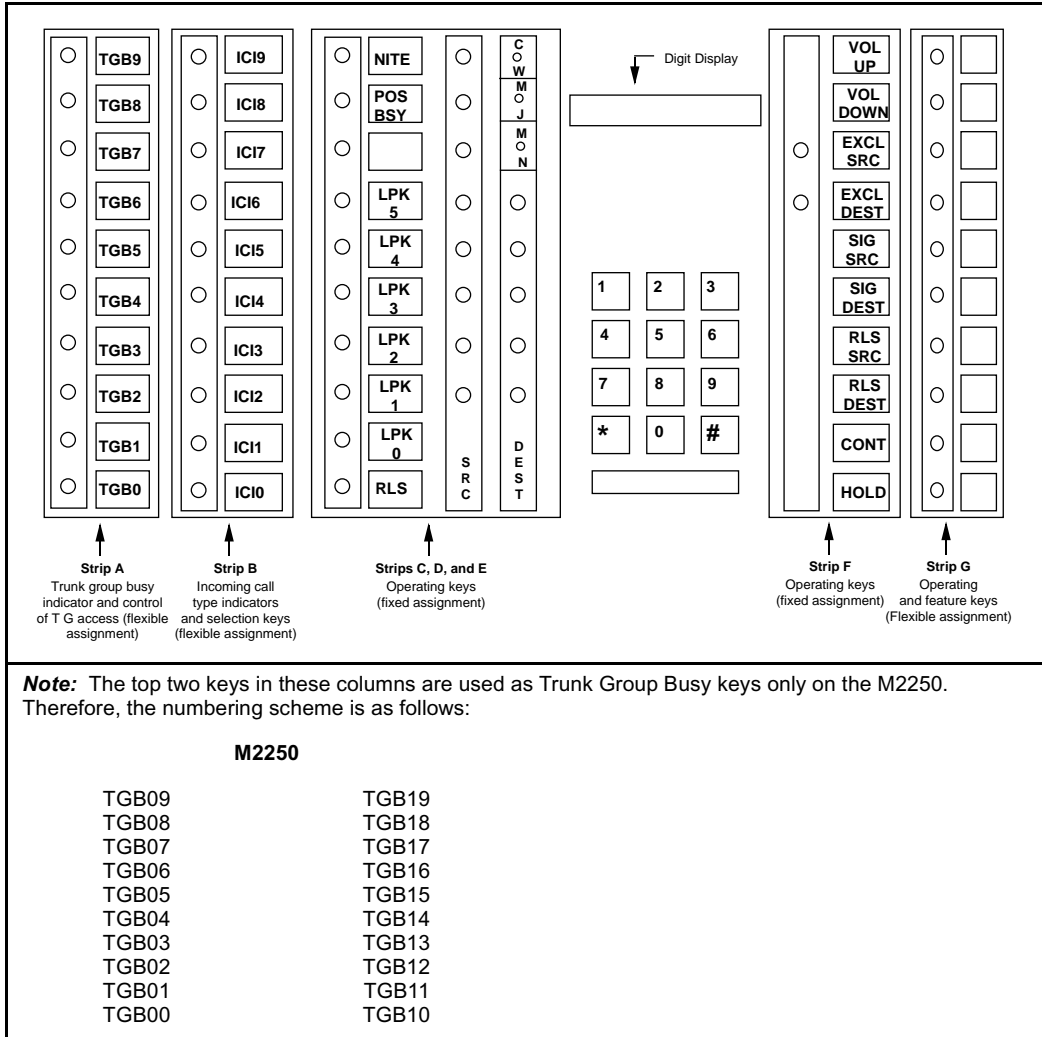 TGB9
TGB8
TGB7
TGB6
TGB5
TGB4
TGB3
TGB2
TGB1
TGB0
Strip A
Trunk group busy
indicator and control
of T G access (flexible
assignment)
ICI9
ICI8
ICI7
ICI6
ICI5
ICI4
ICI3
ICI2
ICI1
ICI0
Strip B
Incoming call
type indicators
and selection keys
(flexible assignment)
NITE
POS
BSY
LPK
5
LPK
4
LPK
3
LPK
2
LPK
1
LPK
0
RLS
SRC
C
W
M
J
M
N
DEST
Strips C, D, and E
Operating keys
(fixed assignment)
Digit Display
1 2 3
4 5 6
7 8 9
* 0 #
VOL
UP
VOL
DOWN
EXCL
SRC
EXCL
DEST
SIG
SRC
SIG
DEST
RLS
SRC
RLS
DEST
CONT
HOLD
Strip F
Operating keys
(fixed assignment)
Strip G
Operating
and feature keys
(Flexible assignment)
Note: The top two keys in these columns are used as Trunk Group Busy keys only on the M2250.
Therefore, the numbering scheme is as follows:
M2250
TGB09 TGB19
TGB08 TGB18
TGB07 TGB17
TGB06 TGB16
TGB05 TGB15
TGB04 TGB14
TGB03 TGB13
TGB02 TGB12
TGB01 TGB11
TGB00 TGB10